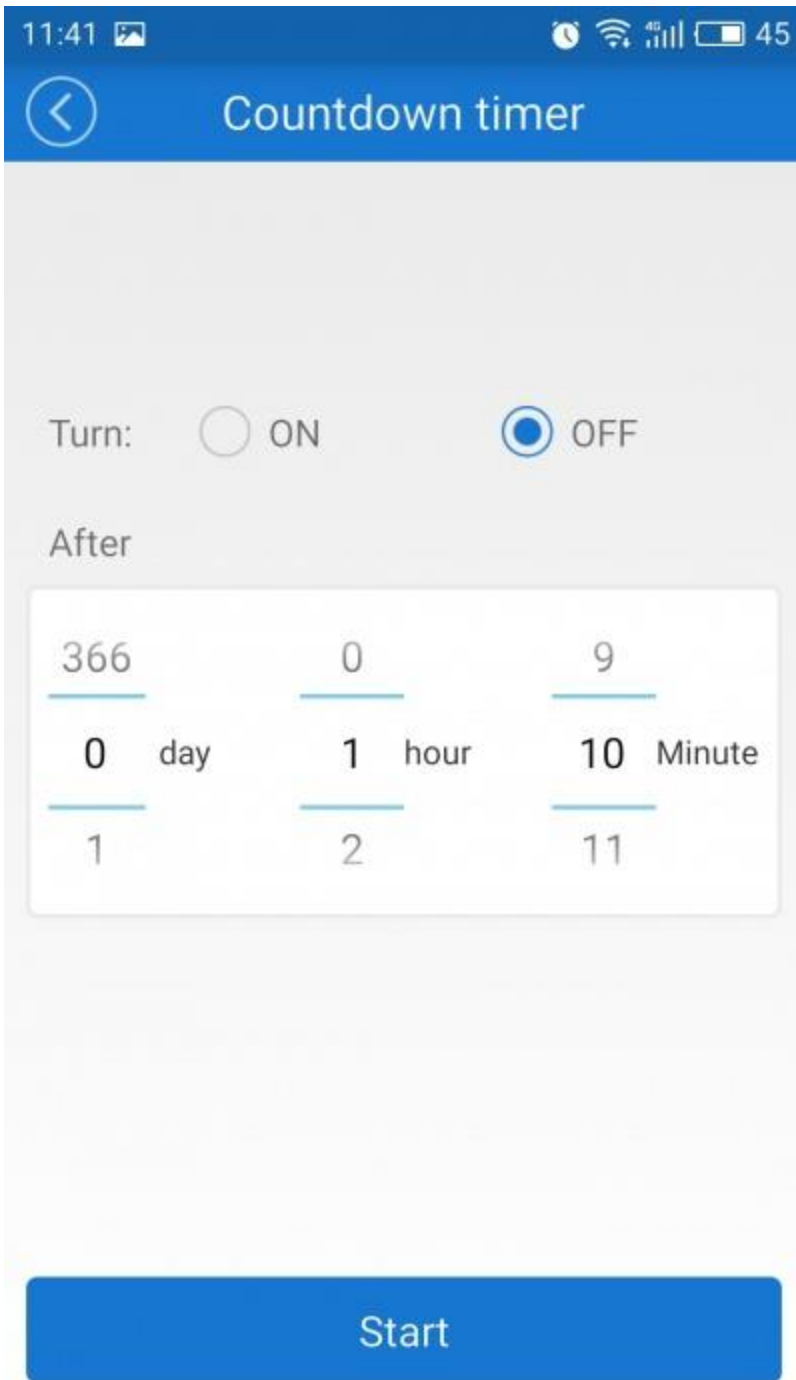 11:41 4G 45
Countdown timer
Turn: ON OFF
After
366 0 9
0 day 1 hour 10 Minute
1 2 11
Start